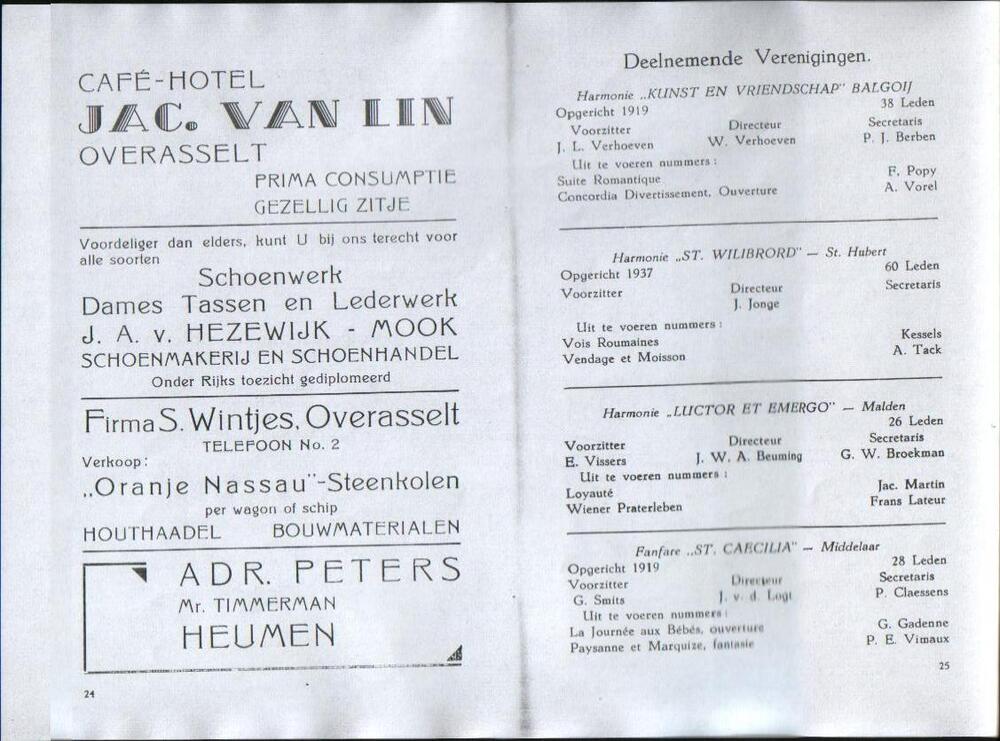 CAFÉ-HOTEL
JAC. VAN LIN
OVERASSELT
PRIMA CONSUMPTIE
GEZELLIG ZITJE
Voordeliger dan elders, kunt U bij ons terecht voor
alle soorten
Schoenwerk
Dames Tassen en Lederwerk
J. A. v. HEZEWIJK - MOOK
SCHOENMAKERIJ EN SCHOENHANDEL
Onder Rijks toezicht gediplomeerd
Firma S. Wintjes, Overasselt
TELEFOON No. 2
Verkoop:
„Oranje Nassau"-Steenkolen
per wagon of schip
HOUTHAADEL BOUWMATERIALEN
ADR. PETERS
Mr. TIMMERMAN
HEUMEN
24
Deelnemende Verenigingen.
Harmonie „KUNST EN VRIENDSCHAP" BALGOIJ
Opgericht 1919 38 Leden
Voorzitter Directeur Secretaris
J. L. Verhoeven W. Verhoeven P. J. Berben
Uit te voeren nummers:
Suite Romantique F. Popy
Concordia Divertissement, Ouverture A. Vorel
Harmonie „ST. WILIBRORD" — St. Hubert
Opgericht 1937 60 Leden
Voorzitter Directeur Secretaris
J. Jonge
Uit te voeren nummers:
Vois Roumaines Kessels
Vendage et Moisson A. Tack
Harmonie „LUCTOR ET EMERGO" — Malden
26 Leden
Voorzitter Directeur Secretaris
E. Vissers J. W. A. Beuming G. W. Broekman
Uit te voeren nummers:
Loyauté Jac. Martin
Wiener Praterleben Frans Lateur
Fanfare „ST. CAECILIA" — Middelaar
Opgericht 1919 28 Leden
Voorzitter Directeur Secretaris
G. Smits J. v. d. Logt P. Claessens
Uit te voeren nummers:
La Journée aux Bébés, ouverture G. Gadenne
Paysanne et Marquize, fantasie P. E. Vimaux
25